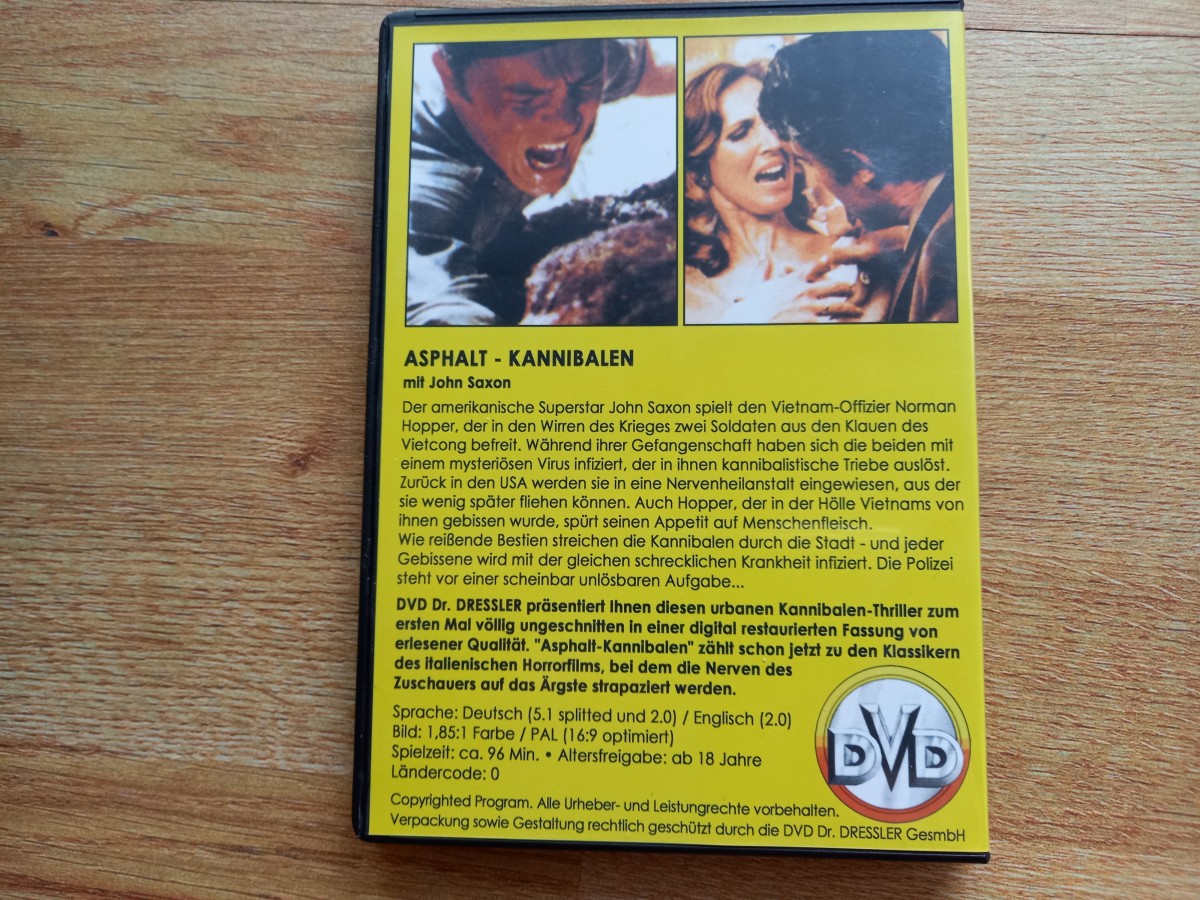 ASPHALT - KANNIBALEN
mit John Saxon
Der amerikanische Superstar John Saxon spielt den Vietnam-Offizier Norman
Hopper, der in den Wirren des Krieges zwei Soldaten aus den Klauen des
Vietcong befreit. Während ihrer Gefangenschaft haben sich die beiden mit
einem mysteriösen Virus infiziert, der in ihnen kannibalistische Triebe auslöst.
Zurück in den USA werden sie in eine Nervenheilanstalt eingewiesen, aus der
sie wenig später fliehen können. Auch Hopper, der in der Hölle Vietnams von
ihnen gebissen wurde, spürt seinen Appetit auf Menschenfleisch.
Wie reißende Bestien streichen die Kannibalen durch die Stadt - und jeder
Gebissene wird mit der gleichen schrecklichen Krankheit infiziert. Die Polizei
steht vor einer scheinbar unlösbaren Aufgabe...
DVD Dr. DRESSLER präsentiert Ihnen diesen urbanen Kannibalen-Thriller zum
ersten Mal völlig ungeschnitten in einer digital restaurierten Fassung von
erlesener Qualität. "Asphalt-Kannibalen" zählt schon jetzt zu den Klassikern
des italienischen Horrorfilms, bei dem die Nerven des
Zuschauers auf das Ärgste strapaziert werden.
Sprache: Deutsch (5.1 splitted und 2.0) / Englisch (2.0)
Bild: 1,85:1 Farbe / PAL (16:9 optimiert)
Spielzeit: ca. 96 Min. • Altersfreigabe: ab 18 Jahre
Ländercode: 0
DVD
Copyrighted Program. Alle Urheber- und Leistungrechte vorbehalten.
Verpackung sowie Gestaltung rechtlich geschützt durch die DVD Dr. DRESSLER GesmbH